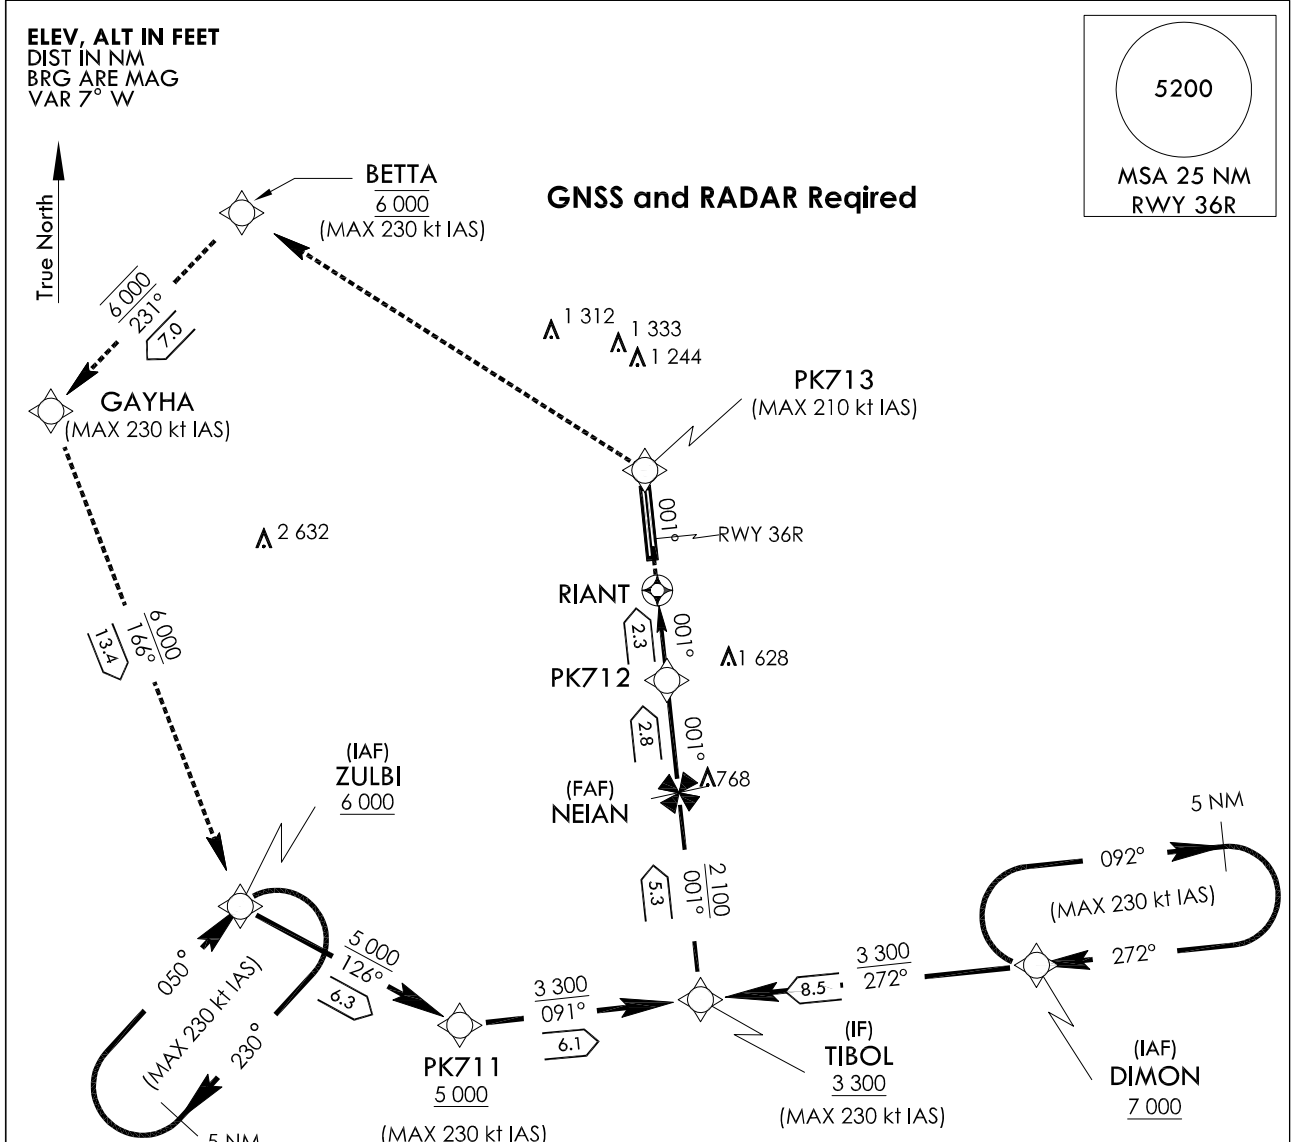 ELEV, ALT IN FEET
DIST IN NM
BRG ARE MAG
VAR 7° W
True North
5200
MSA 25 NM
RWY 36R
GNSS and RADAR Reqired
BETTA
6 000
(MAX 230 kt IAS)
6 000
231°
7.0
GAYHA
(MAX 230 kt IAS)
1 312
1 333
1 244
PK713
(MAX 210 kt IAS)
001°
RWY 36R
2 632
RIANT
2.3
001°
1 628
PK712
2.8
001°
768
(FAF)
NEIAN
6 000
166°
13.4
(IAF)
ZULBI
6 000
5.3
2 100
001°
5 NM
092°
(MAX 230 kt IAS)
272°
050°
(MAX 230 kt IAS)
230°
5 NM
5 000
126°
6.3
3 300
091°
6.1
3 300
272°
8.5
PK711
5 000
(MAX 230 kt IAS)
(IF)
TIBOL
3 300
(MAX 230 kt IAS)
(IAF)
DIMON
7 000